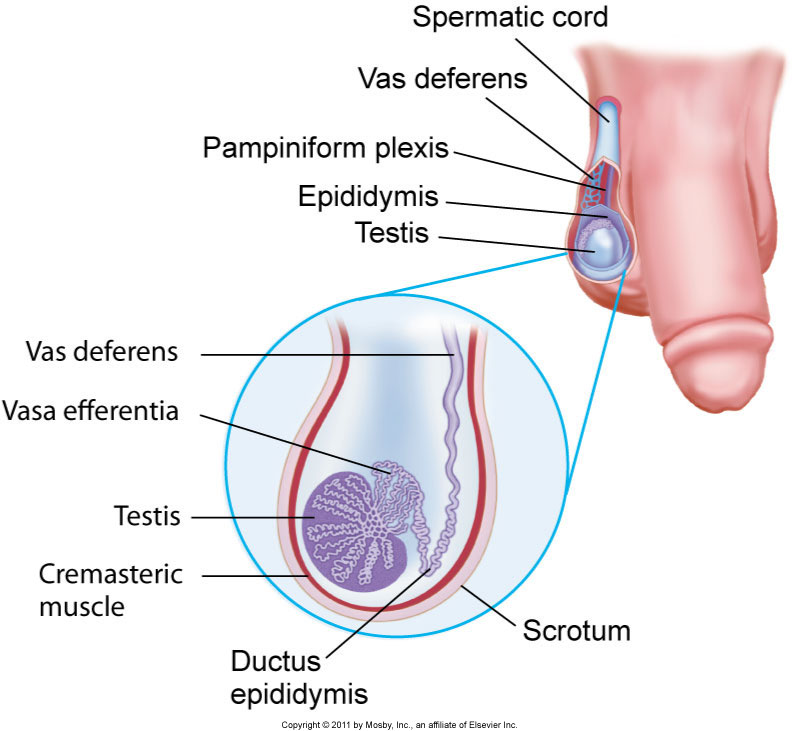 Spermatic cord
Vas deferens
Pampiniform plexis
Epididymis
Testis
Vas deferens
Vasa efferentia
Testis
Cremasteric
muscle
Scrotum
Ductus
epididymis
Copyright © 2011 by Mosby, Inc., an affiliate of Elsevier Inc.